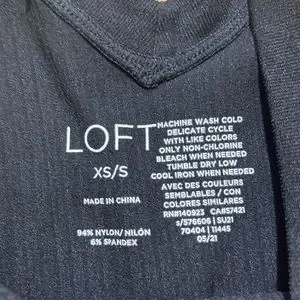 LOFT
XS/S
MADE IN CHINA
94% NYLON/ NILÓN
6% SPANDEX
MACHINE WASH COLD
DELICATE CYCLE
WITH LIKE COLORS
ONLY NON-CHLORINE
BLEACH WHEN NEEDED
TUMBLE DRY LOW
COOL IRON WHEN NEEDED
AVEC DES COULEURS
SEMBLABLES / CON
COLORES SIMILARES
RN#140923 CA#57421
s/576606 | SU21
70404 | 11445
05/21